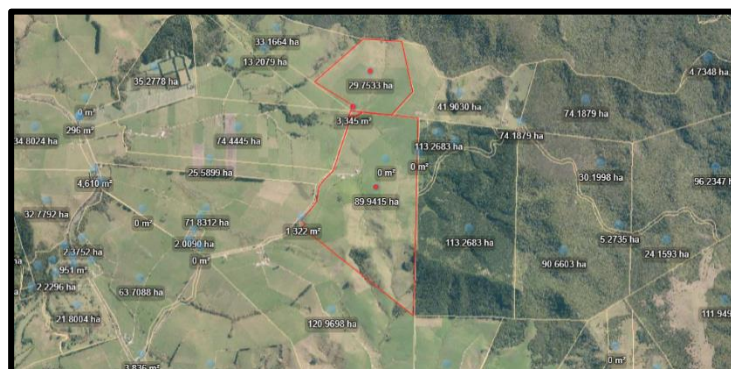 33.1664 ha
13.2079 ha
35.2778 ha
29.7533 ha
4.7348 ha
41.9030 ha
74.1879 ha
0 m²
296 m²
3,345 m²
34.8024 ha
74.4445 ha
74.1879 ha
113.2683 ha
25.5899 ha
0 m²
0 m²
30.1998 ha
96.2347 ha
4,610 m²
89.9415 ha
32.7792 ha
0 m²
71.8312 ha
1,322 m²
113.2683 ha
5.2735 ha
2.0090 ha
2.3752 ha
24.1593 ha
0 m²
951 m²
90.6603 ha
2.2296 ha
63.7088 ha
21.8004 ha
120.9698 ha
111.949
0 m²
3,836 m²